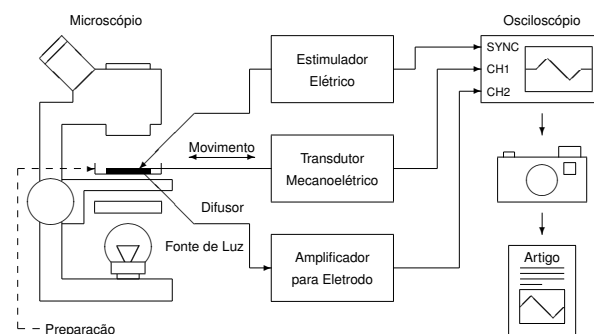 Microscópio
Osciloscópio
Estimulador
Elétrico
SYNC
CH1
CH2
Movimento
Transdutor
Mecanoelétrico
Difusor
Fonte de Luz
Amplificador
para Eletrodo
Artigo
Preparação